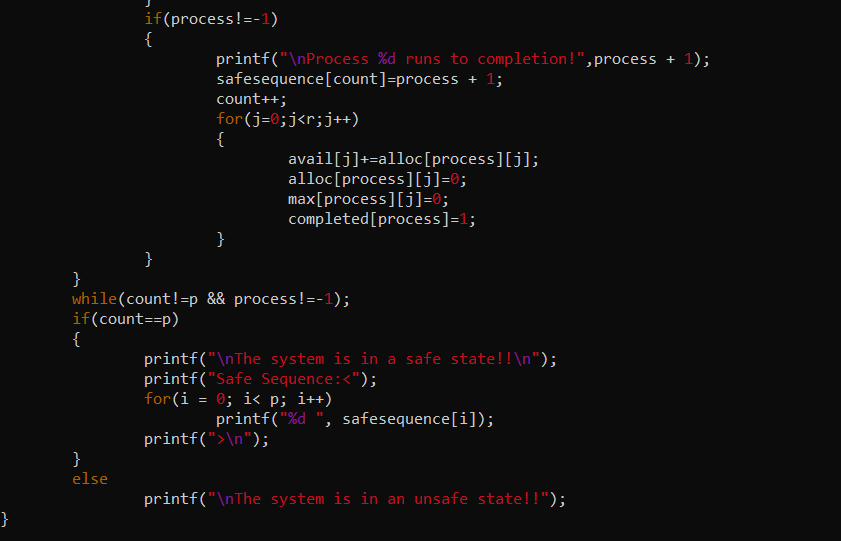 }
if(process!=-1)
{
printf("\nProcess %d runs to completion!",process + 1);
safesequence[count]=process + 1;
count++;
for(j=0;j<r;j++)
{
avail[j]+=alloc[process][j];
alloc[process][j]=0;
max[process][j]=0;
completed[process]=1;
}
}
}
while(count!=p && process!=-1);
if(count==p)
{
printf("\nThe system is in a safe state!!\n");
printf("Safe Sequence:<");
for(i = 0; i< p; i++)
printf("%d ", safesequence[i]);
printf(">\n");
}
else
printf("\nThe system is in an unsafe state!!");
}